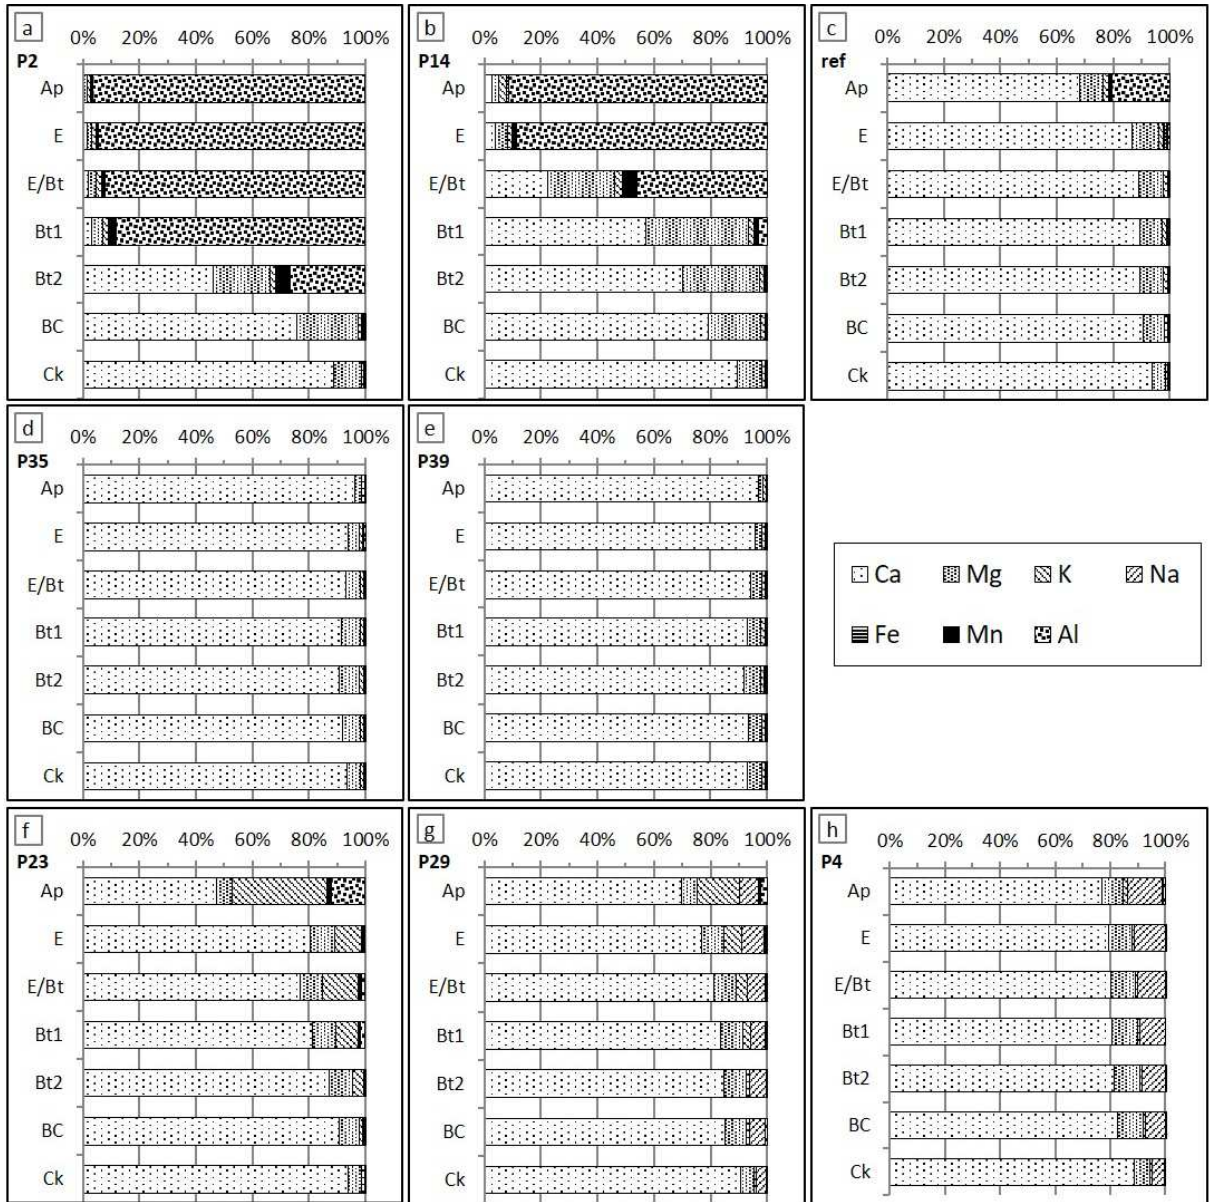 a 0% 20% 40% 60% 80% 100%
P2
Ap
E
E/Bt
Bt1
Bt2
BC
Ck
b 0% 20% 40% 60% 80% 100%
P14
Ap
E
E/Bt
Bt1
Bt2
BC
Ck
c 0% 20% 40% 60% 80% 100%
ref
Ap
E
E/Bt
Bt1
Bt2
BC
Ck
d 0% 20% 40% 60% 80% 100%
P35
Ap
E
E/Bt
Bt1
Bt2
BC
Ck
e 0% 20% 40% 60% 80% 100%
P39
Ap
E
E/Bt
Bt1
Bt2
BC
Ck
Ca Mg K Na
Fe Mn Al
f 0% 20% 40% 60% 80% 100%
P23
Ap
E
E/Bt
Bt1
Bt2
BC
Ck
g 0% 20% 40% 60% 80% 100%
P29
Ap
E
E/Bt
Bt1
Bt2
BC
Ck
h 0% 20% 40% 60% 80% 100%
P4
Ap
E
E/Bt
Bt1
Bt2
BC
Ck